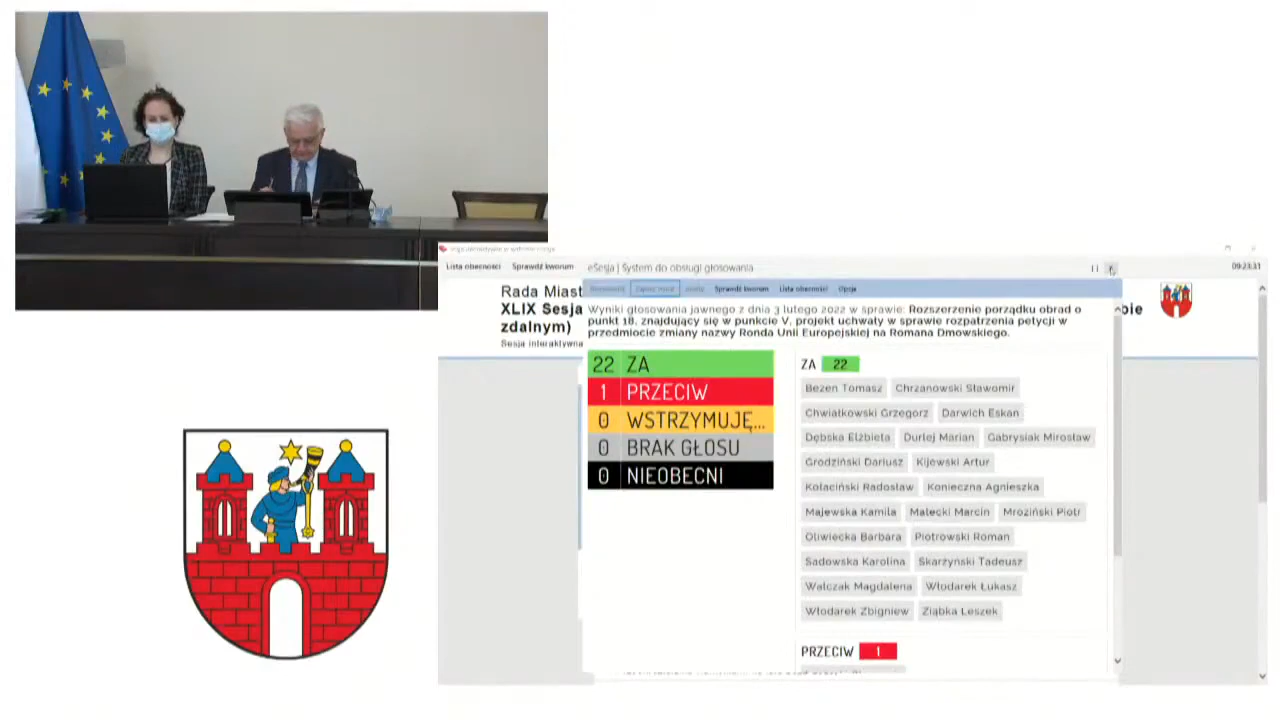 Lista obecności Sprawdź kworum
eSesja | System do obsługi głosowania
09:23:31
Sprawdź kworum Lista obecności Opcje
Rada Miast
XLIX Sesja
zdalnym)
Sesja interaktywna
bie
Wyniki głosowania jawnego z dnia 3 lutego 2022 w sprawie: Rozszerzenie porządku obrad o
punkt 18, znajdujący się w punkcie V, projekt uchwały w sprawie rozpatrzenia petycji w
przedmiocie zmiany nazwy Ronda Unii Europejskiej na Romana Dmowskiego.
22 ZA
1 PRZECIW
0 WSTRZYMUJĘ...
0 BRAK GŁOSU
0 NIEOBECNI
ZA 22
Bezen Tomasz Chrzanowski Sławomir
Chwiałkowski Grzegorz Darwich Eskan
Dębska Elżbieta Durlej Marian Gabrysiak Mirosław
Grodziński Dariusz Kijewski Artur
Kołaciński Radosław Konieczna Agnieszka
Majewska Kamila Małecki Marcin Mroziński Piotr
Oliwiecka Barbara Piotrowski Roman
Sadowska Karolina Skarżyński Tadeusz
Walczak Magdalena Włodarek Łukasz
Włodarek Zbigniew Ziąbka Leszek
PRZECIW 1